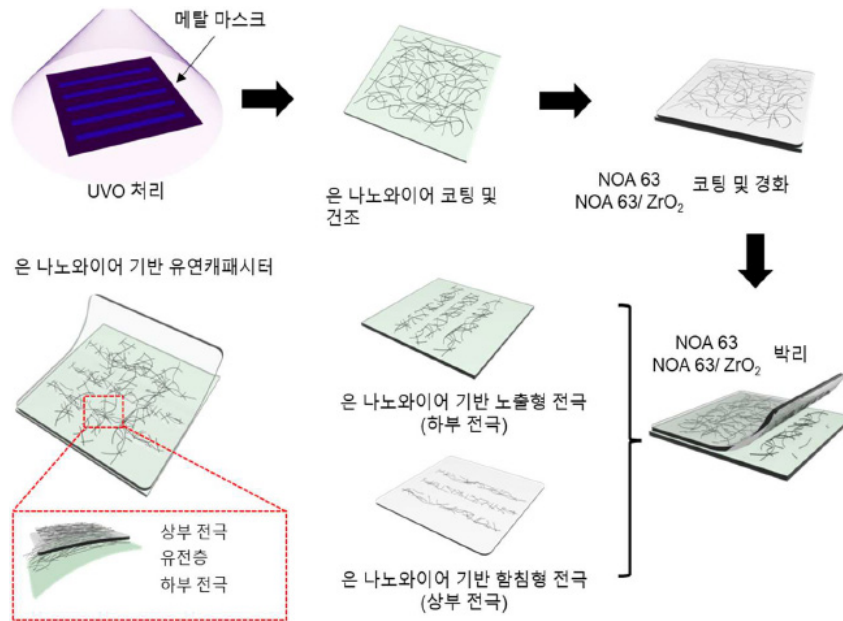 메탈 마스크
UVO 처리
은 나노와이어 코팅 및
건조
NOA 63
NOA 63/ ZrO₂
코팅 및 경화
NOA 63
NOA 63/ ZrO₂
박리
은 나노와이어 기반 노출형 전극
(하부 전극)
은 나노와이어 기반 함침형 전극
(상부 전극)
은 나노와이어 기반 유연캐패시터
상부 전극
유전층
하부 전극